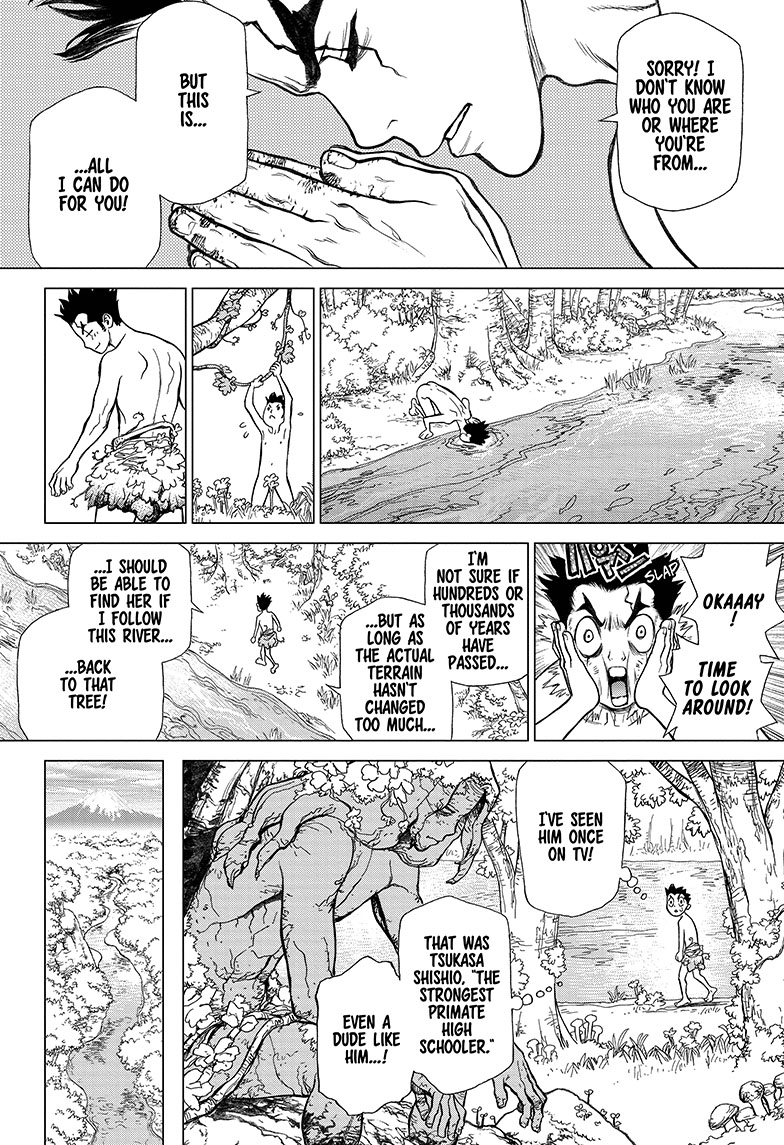 SORRY! I
DON'T KNOW
WHO YOU ARE
OR WHERE
YOU'RE
FROM...
BUT
THIS
IS...
...ALL
I CAN DO
FOR YOU!
OKAAAY
!
TIME
TO LOOK
AROUND!
SLAP
I'M
NOT SURE IF
HUNDREDS OR
THOUSANDS
OF YEARS
HAVE
PASSED...
...BUT AS
LONG AS
THE ACTUAL
TERRAIN
HASN'T
CHANGED
TOO MUCH...
...I SHOULD
BE ABLE TO
FIND HER IF
I FOLLOW
THIS RIVER...
...BACK
TO THAT
TREE!
I'VE SEEN
HIM ONCE
ON TV!
THAT WAS
TSUKASA
SHISHIO, "THE
STRONGEST
PRIMATE
HIGH
SCHOOLER."
EVEN A
DUDE LIKE
HIM...!